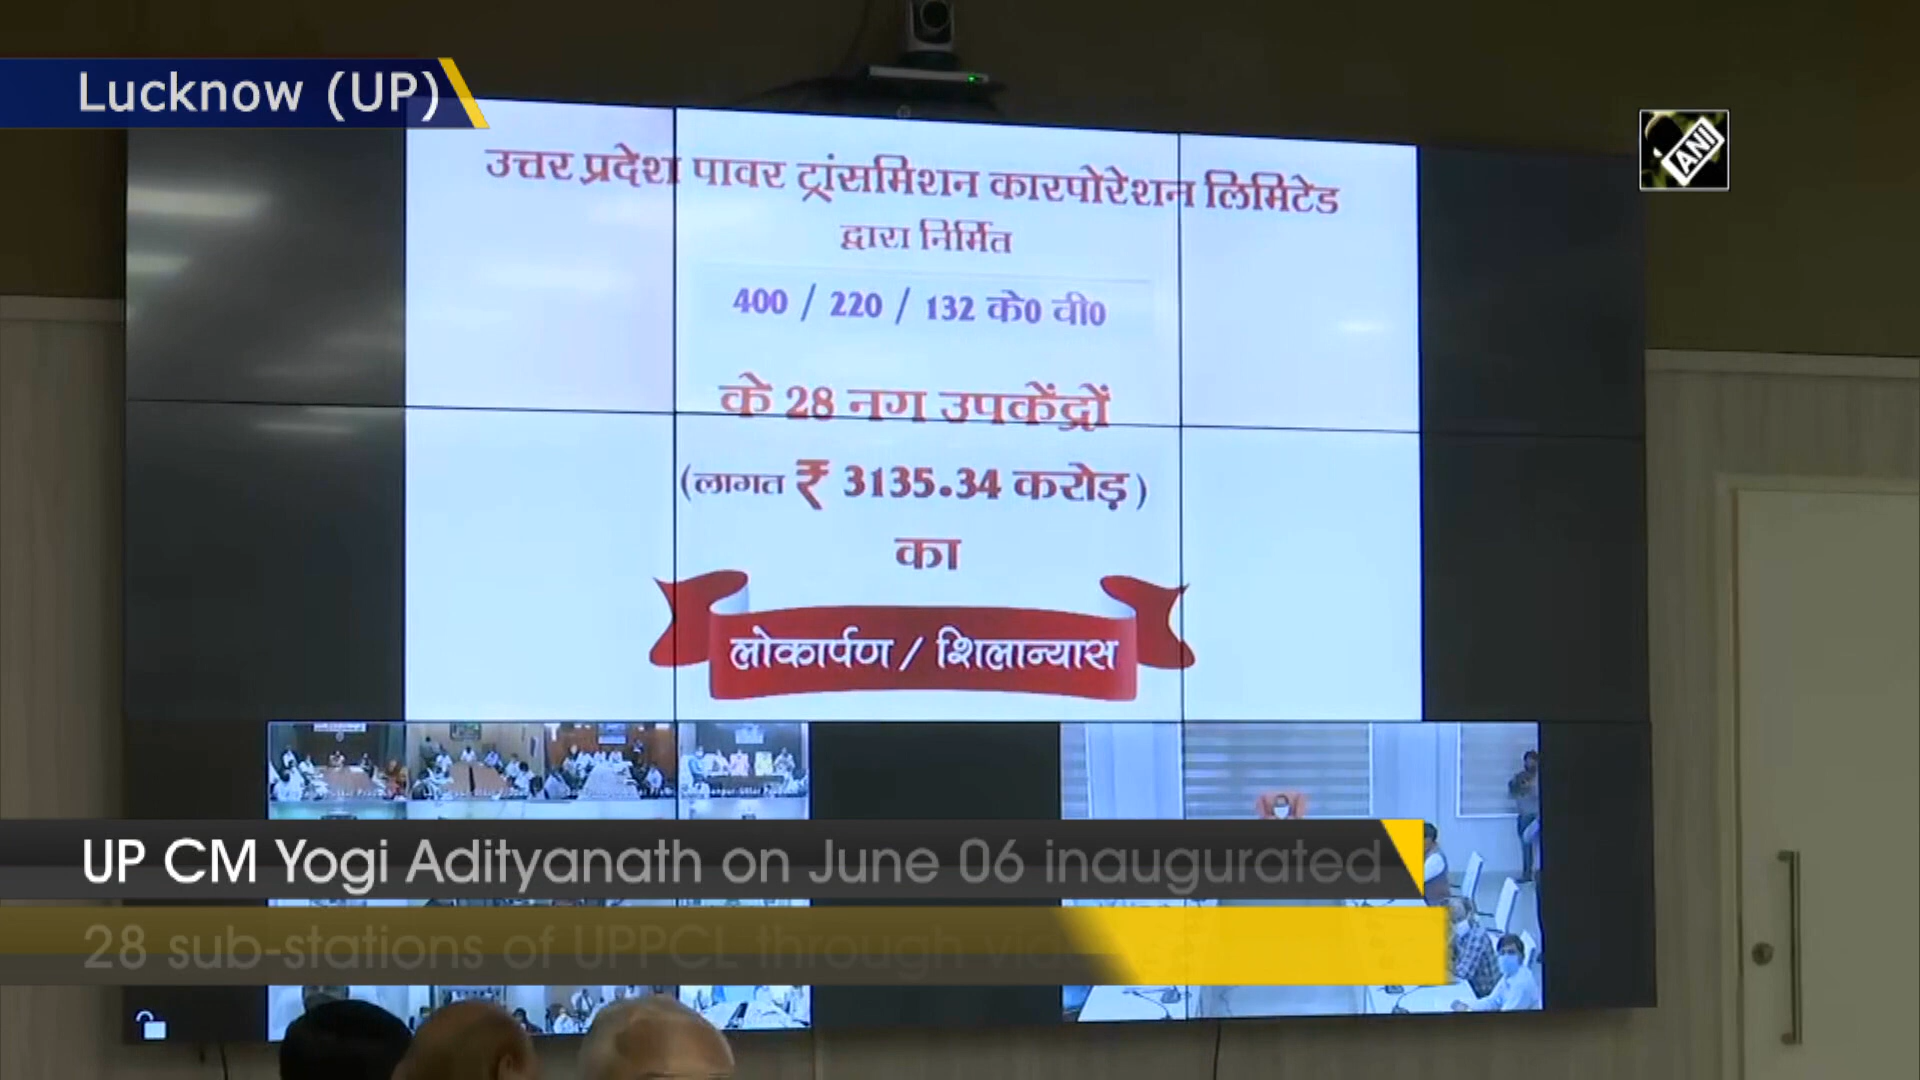 Lucknow (UP)
ANI
उत्तर प्रदेश पावर ट्रांसमिशन कारपोरेशन लिमिटेड
द्वारा निर्मित
400 / 220 / 132 के0 वी0
के 28 नग उपकेंद्रों
(लागत ₹ 3135.34 करोड़)
का
लोकार्पण / शिलान्यास
UP CM Yogi Adityanath on June 06 inaugurated
28 sub-stations of UPPCL through